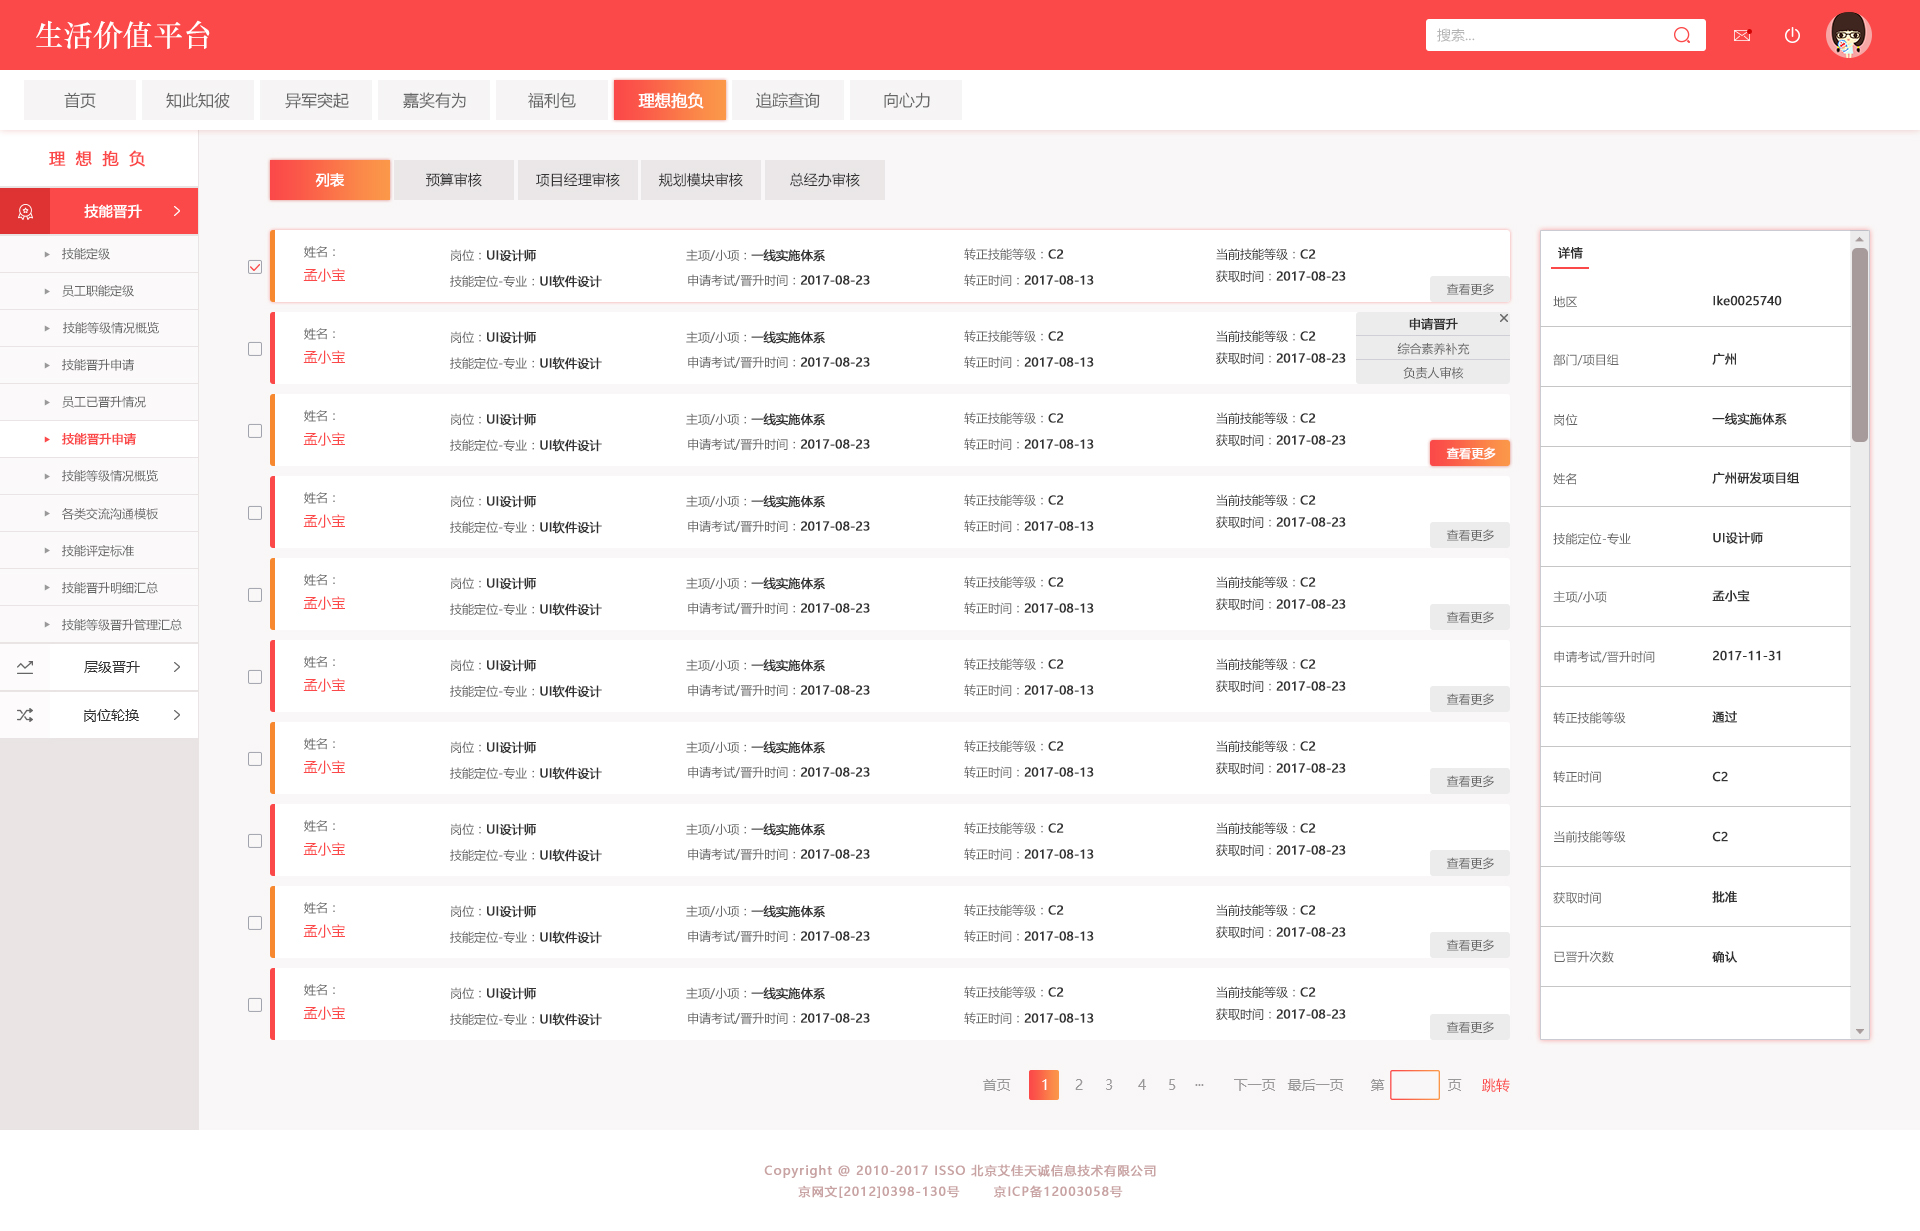 生活价值平台
搜索...
首页 知此知彼 异军突起 嘉奖有为 福利包 理想抱负 追踪查询 向心力
理想抱负
技能晋升
技能定级
员工职能定级
技能等级情况概览
技能晋升申请
员工已晋升情况
技能晋升申请
技能等级情况概览
各类交流沟通模板
技能评定标准
技能晋升明细汇总
技能等级晋升管理汇总
层级晋升
岗位轮换
列表 预算审核 项目经理审核 规划模块审核 总经办审核
姓名： 岗位：UI设计师 主项/小项：一线实施体系 转正技能等级：C2 当前技能等级：C2
孟小宝 技能定位-专业：UI软件设计 申请考试/晋升时间：2017-08-23 转正时间：2017-08-13 获取时间：2017-08-23
查看更多
姓名： 岗位：UI设计师 主项/小项：一线实施体系 转正技能等级：C2 当前技能等级：C2
孟小宝 技能定位-专业：UI软件设计 申请考试/晋升时间：2017-08-23 转正时间：2017-08-13 获取时间：2017-08-23
申请晋升
综合素养补充
负责人审核
姓名： 岗位：UI设计师 主项/小项：一线实施体系 转正技能等级：C2 当前技能等级：C2
孟小宝 技能定位-专业：UI软件设计 申请考试/晋升时间：2017-08-23 转正时间：2017-08-13 获取时间：2017-08-23
查看更多
姓名： 岗位：UI设计师 主项/小项：一线实施体系 转正技能等级：C2 当前技能等级：C2
孟小宝 技能定位-专业：UI软件设计 申请考试/晋升时间：2017-08-23 转正时间：2017-08-13 获取时间：2017-08-23
查看更多
姓名： 岗位：UI设计师 主项/小项：一线实施体系 转正技能等级：C2 当前技能等级：C2
孟小宝 技能定位-专业：UI软件设计 申请考试/晋升时间：2017-08-23 转正时间：2017-08-13 获取时间：2017-08-23
查看更多
姓名： 岗位：UI设计师 主项/小项：一线实施体系 转正技能等级：C2 当前技能等级：C2
孟小宝 技能定位-专业：UI软件设计 申请考试/晋升时间：2017-08-23 转正时间：2017-08-13 获取时间：2017-08-23
查看更多
姓名： 岗位：UI设计师 主项/小项：一线实施体系 转正技能等级：C2 当前技能等级：C2
孟小宝 技能定位-专业：UI软件设计 申请考试/晋升时间：2017-08-23 转正时间：2017-08-13 获取时间：2017-08-23
查看更多
姓名： 岗位：UI设计师 主项/小项：一线实施体系 转正技能等级：C2 当前技能等级：C2
孟小宝 技能定位-专业：UI软件设计 申请考试/晋升时间：2017-08-23 转正时间：2017-08-13 获取时间：2017-08-23
查看更多
姓名： 岗位：UI设计师 主项/小项：一线实施体系 转正技能等级：C2 当前技能等级：C2
孟小宝 技能定位-专业：UI软件设计 申请考试/晋升时间：2017-08-23 转正时间：2017-08-13 获取时间：2017-08-23
查看更多
姓名： 岗位：UI设计师 主项/小项：一线实施体系 转正技能等级：C2 当前技能等级：C2
孟小宝 技能定位-专业：UI软件设计 申请考试/晋升时间：2017-08-23 转正时间：2017-08-13 获取时间：2017-08-23
查看更多
详情
地区 lke0025740
部门/项目组 广州
岗位 一线实施体系
姓名 广州研发项目组
技能定位-专业 UI设计师
主项/小项 孟小宝
申请考试/晋升时间 2017-11-31
转正技能等级 通过
转正时间 C2
当前技能等级 C2
获取时间 批准
已晋升次数 确认
首页 1 2 3 4 5 ··· 下一页 最后一页 第 页 跳转
Copyright @ 2010-2017 ISSO 北京艾佳天诚信息技术有限公司
京网文[2012]0398-130号 京ICP备12003058号